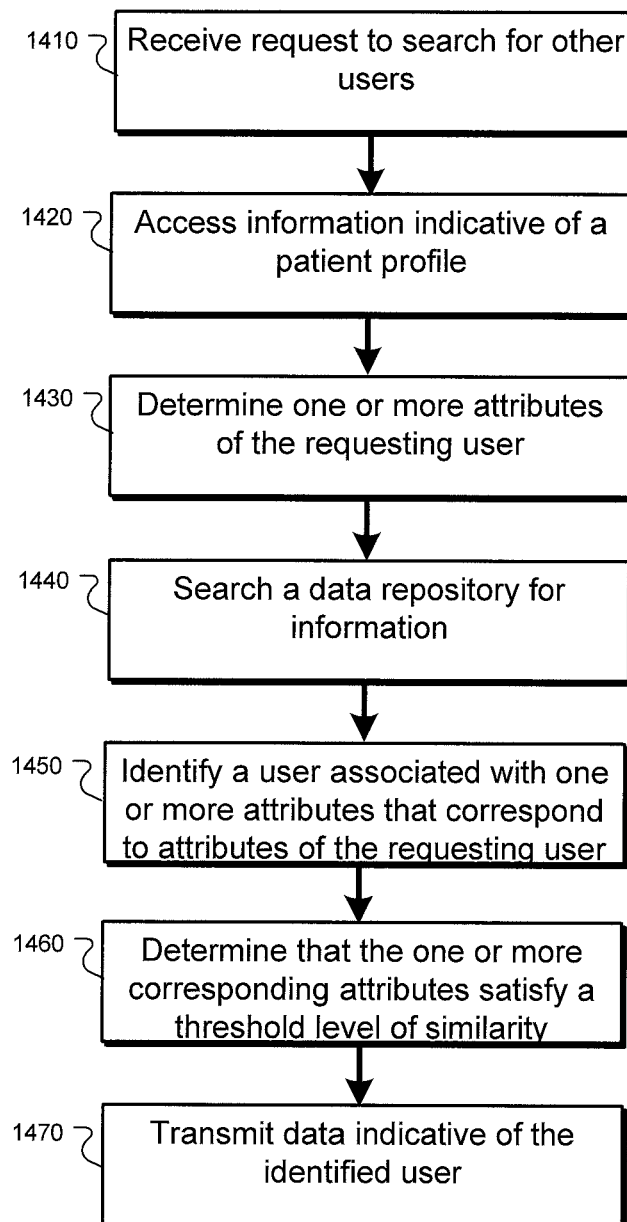 1410
Receive request to search for other
users
1420
Access information indicative of a
patient profile
1430
Determine one or more attributes
of the requesting user
1440
Search a data repository for
information
1450
Identify a user associated with one
or more attributes that correspond
to attributes of the requesting user
1460
Determine that the one or more
corresponding attributes satisfy a
threshold level of similarity
1470
Transmit data indicative of the
identified user